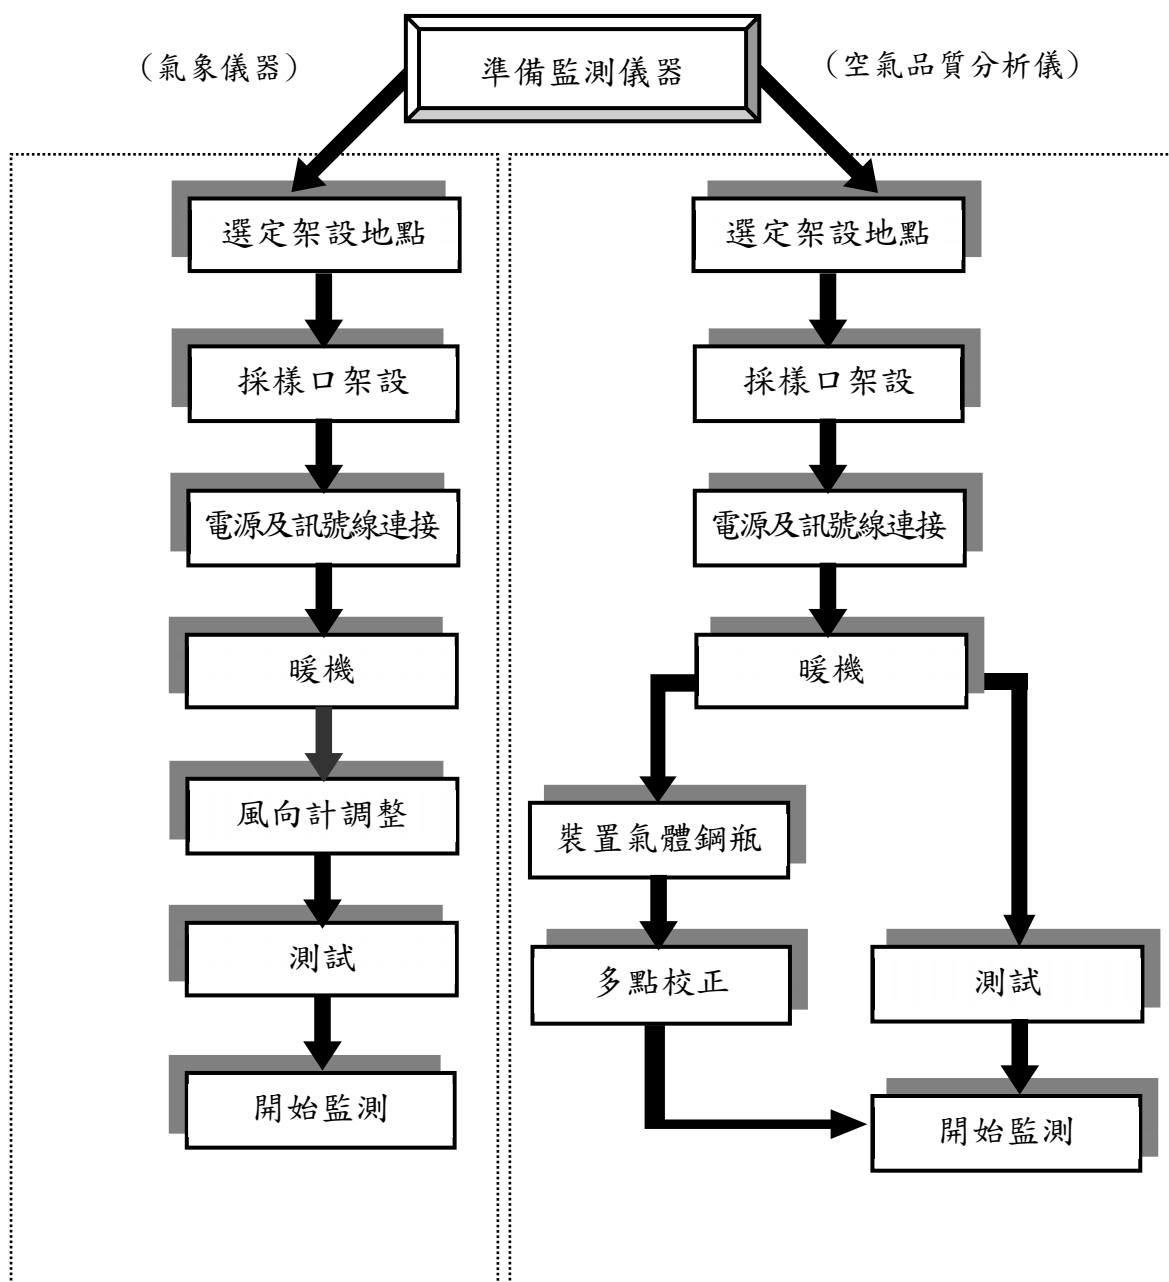 準備監測儀器
（氣象儀器）
（空氣品質分析儀）
選定架設地點
採樣口架設
電源及訊號線連接
暖機
風向計調整
測試
開始監測
選定架設地點
採樣口架設
電源及訊號線連接
暖機
裝置氣體鋼瓶
多點校正
測試
開始監測